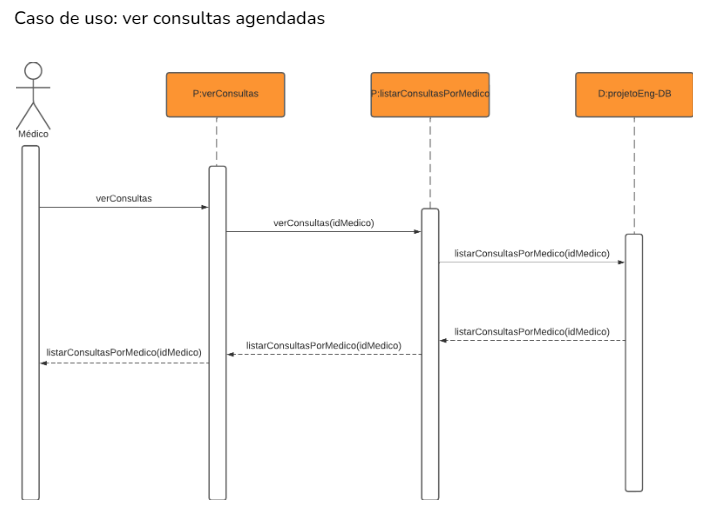 Caso de uso: ver consultas agendadas
P:verConsultas
P:listarConsultasPorMedico
D:projetoEng-DB
Médico
verConsultas
verConsultas(idMedico)
listarConsultasPorMedico(idMedico)
listarConsultasPorMedico(idMedico)
listarConsultasPorMedico(idMedico)
listarConsultasPorMedico(idMedico)